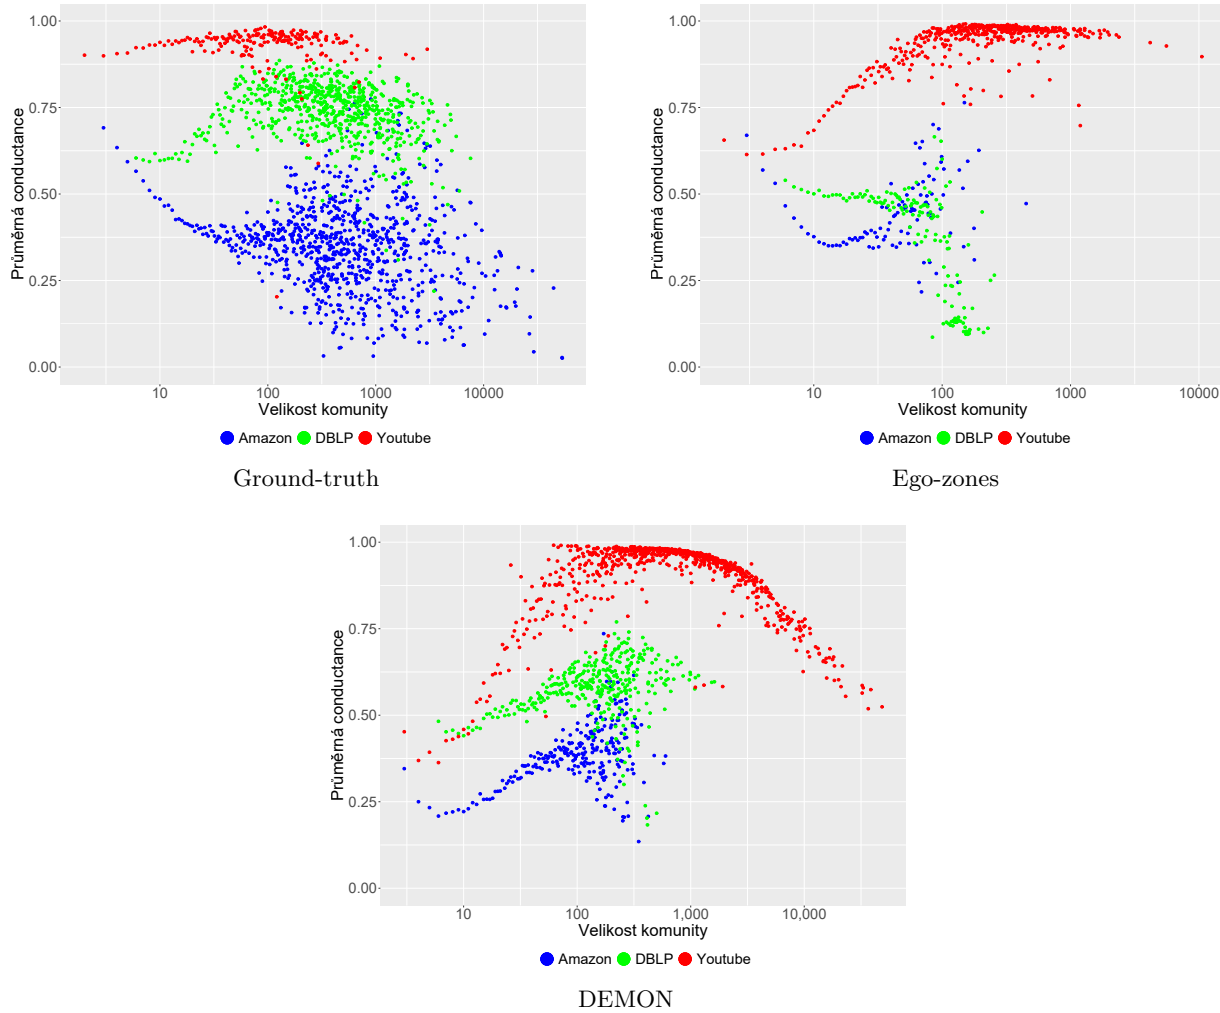 1.00
0.75
0.50
0.25
0.00
Průměrná conductance
10 100 1000 10000
Velikost komunity
Amazon DBLP Youtube
Ground-truth
1.00
0.75
0.50
0.25
0.00
Průměrná conductance
10 100 1000 10000
Velikost komunity
Amazon DBLP Youtube
Ego-zones
1.00
0.75
0.50
0.25
0.00
Průměrná conductance
10 100 1,000 10,000
Velikost komunity
Amazon DBLP Youtube
DEMON